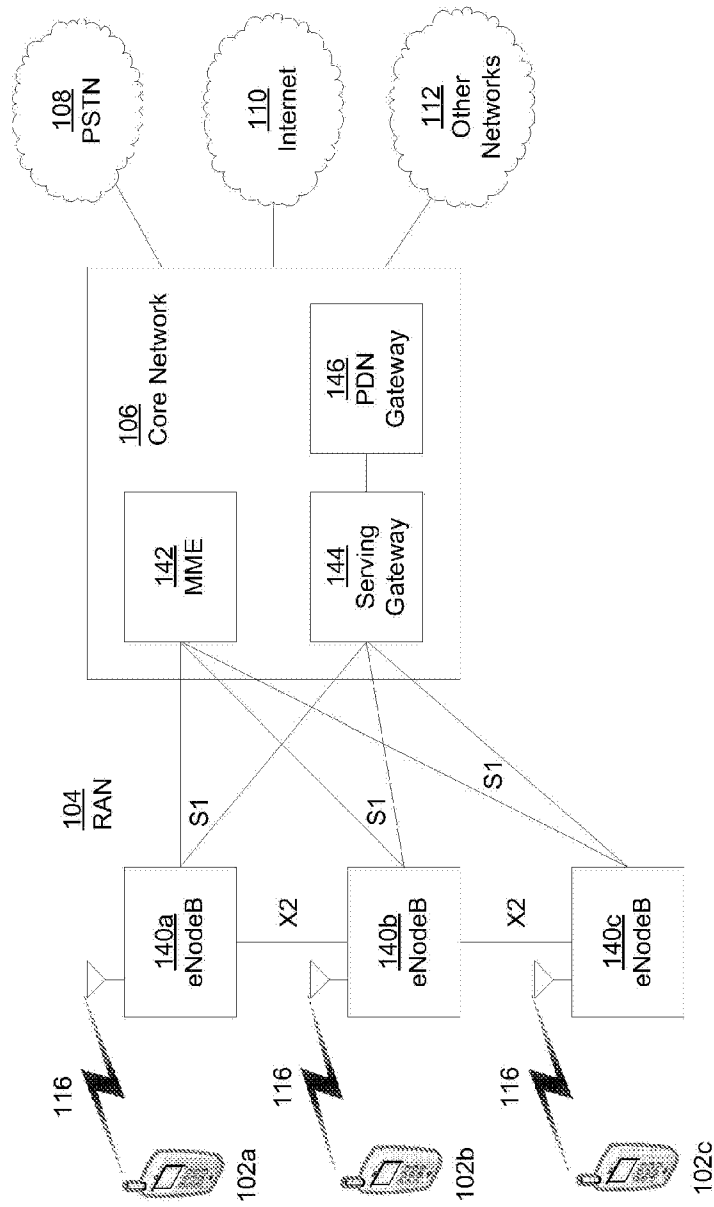 104
RAN
106
Core Network
108
PSTN
110
Internet
112
Other
Networks
142
MME
144
Serving
Gateway
146
PDN
Gateway
S1
S1
S1
140a
eNodeB
X2
140b
eNodeB
X2
140c
eNodeB
116
116
116
102a
102b
102c